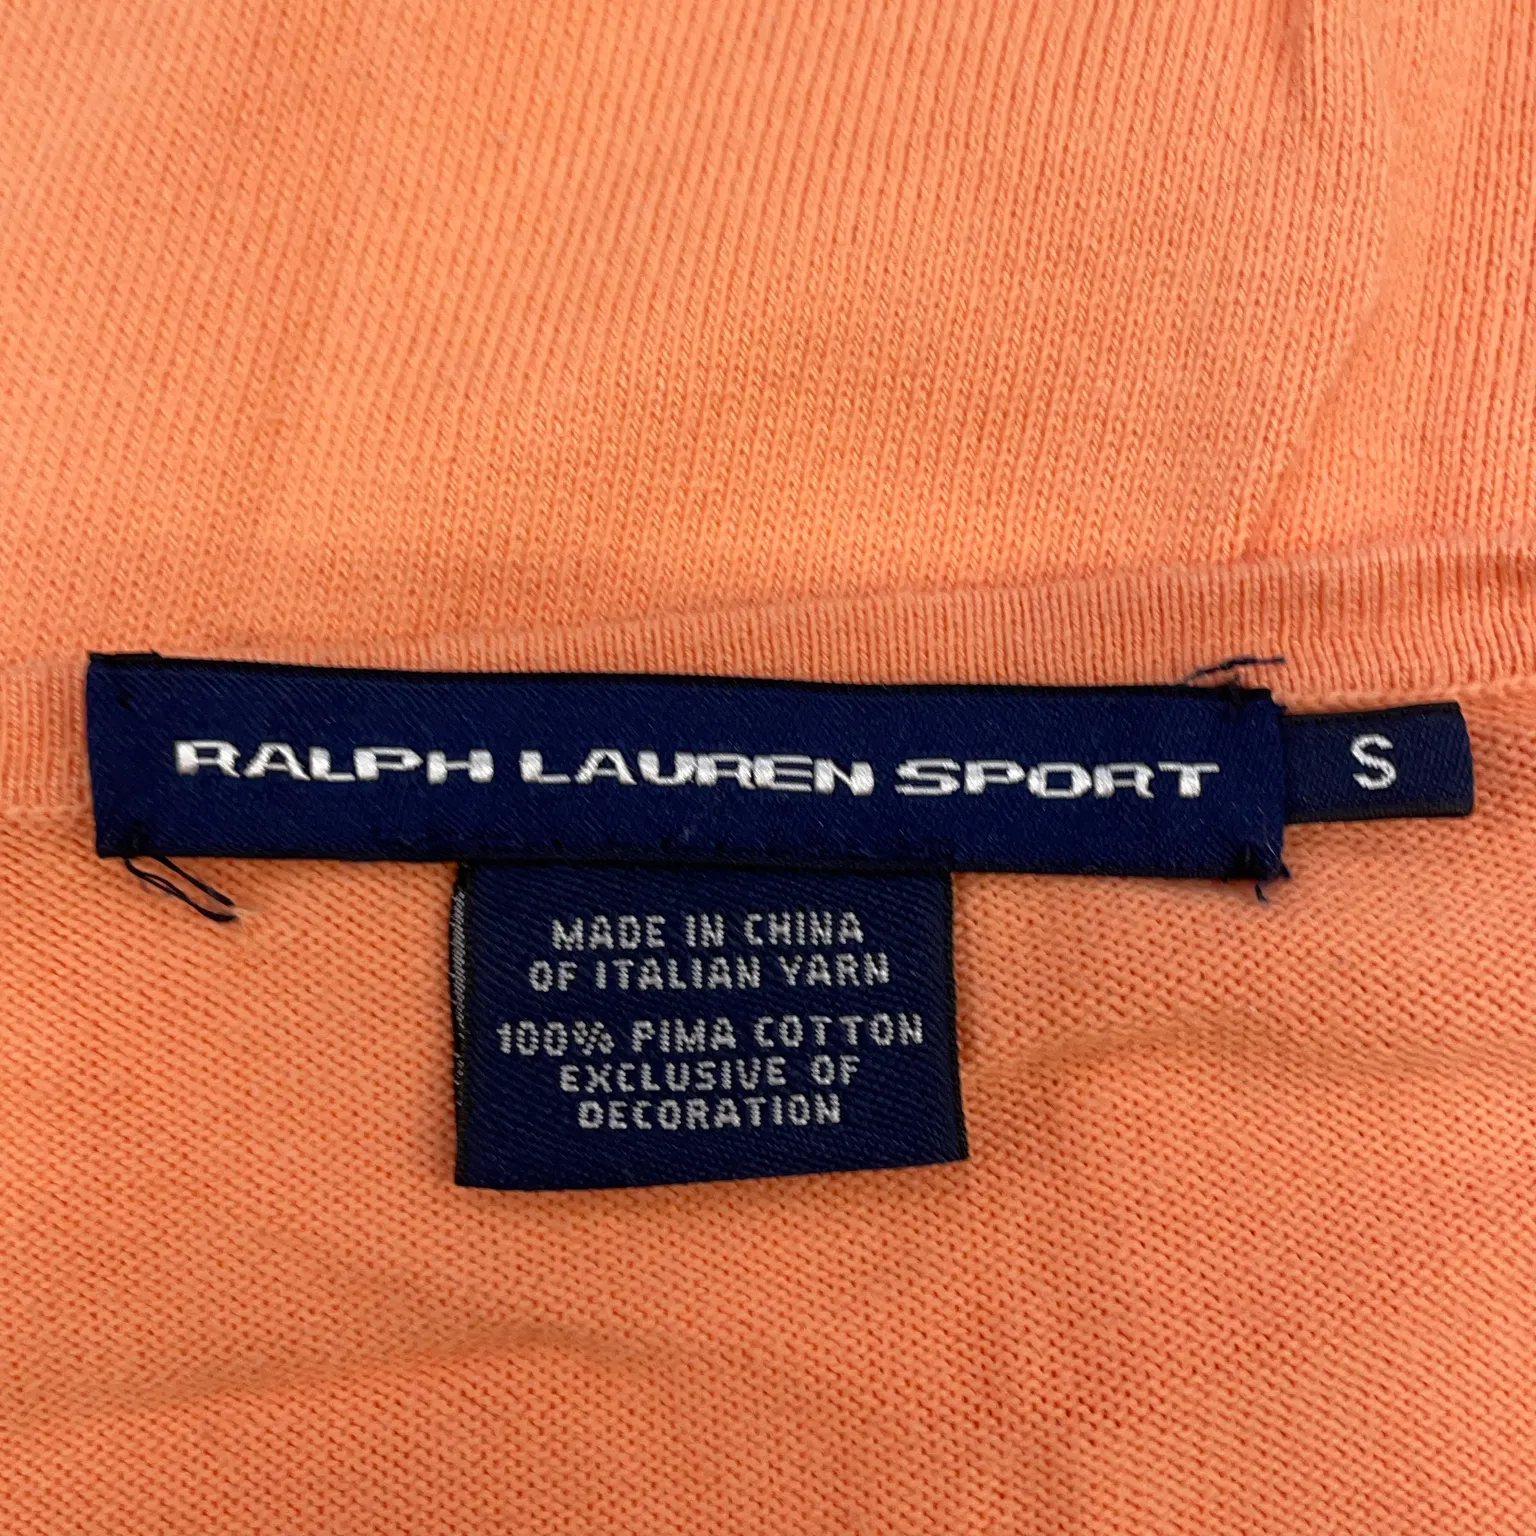 RALPH LAUREN SPORT
S
MADE IN CHINA
OF ITALIAN YARN
100% PIMA COTTON
EXCLUSIVE OF
DECORATION